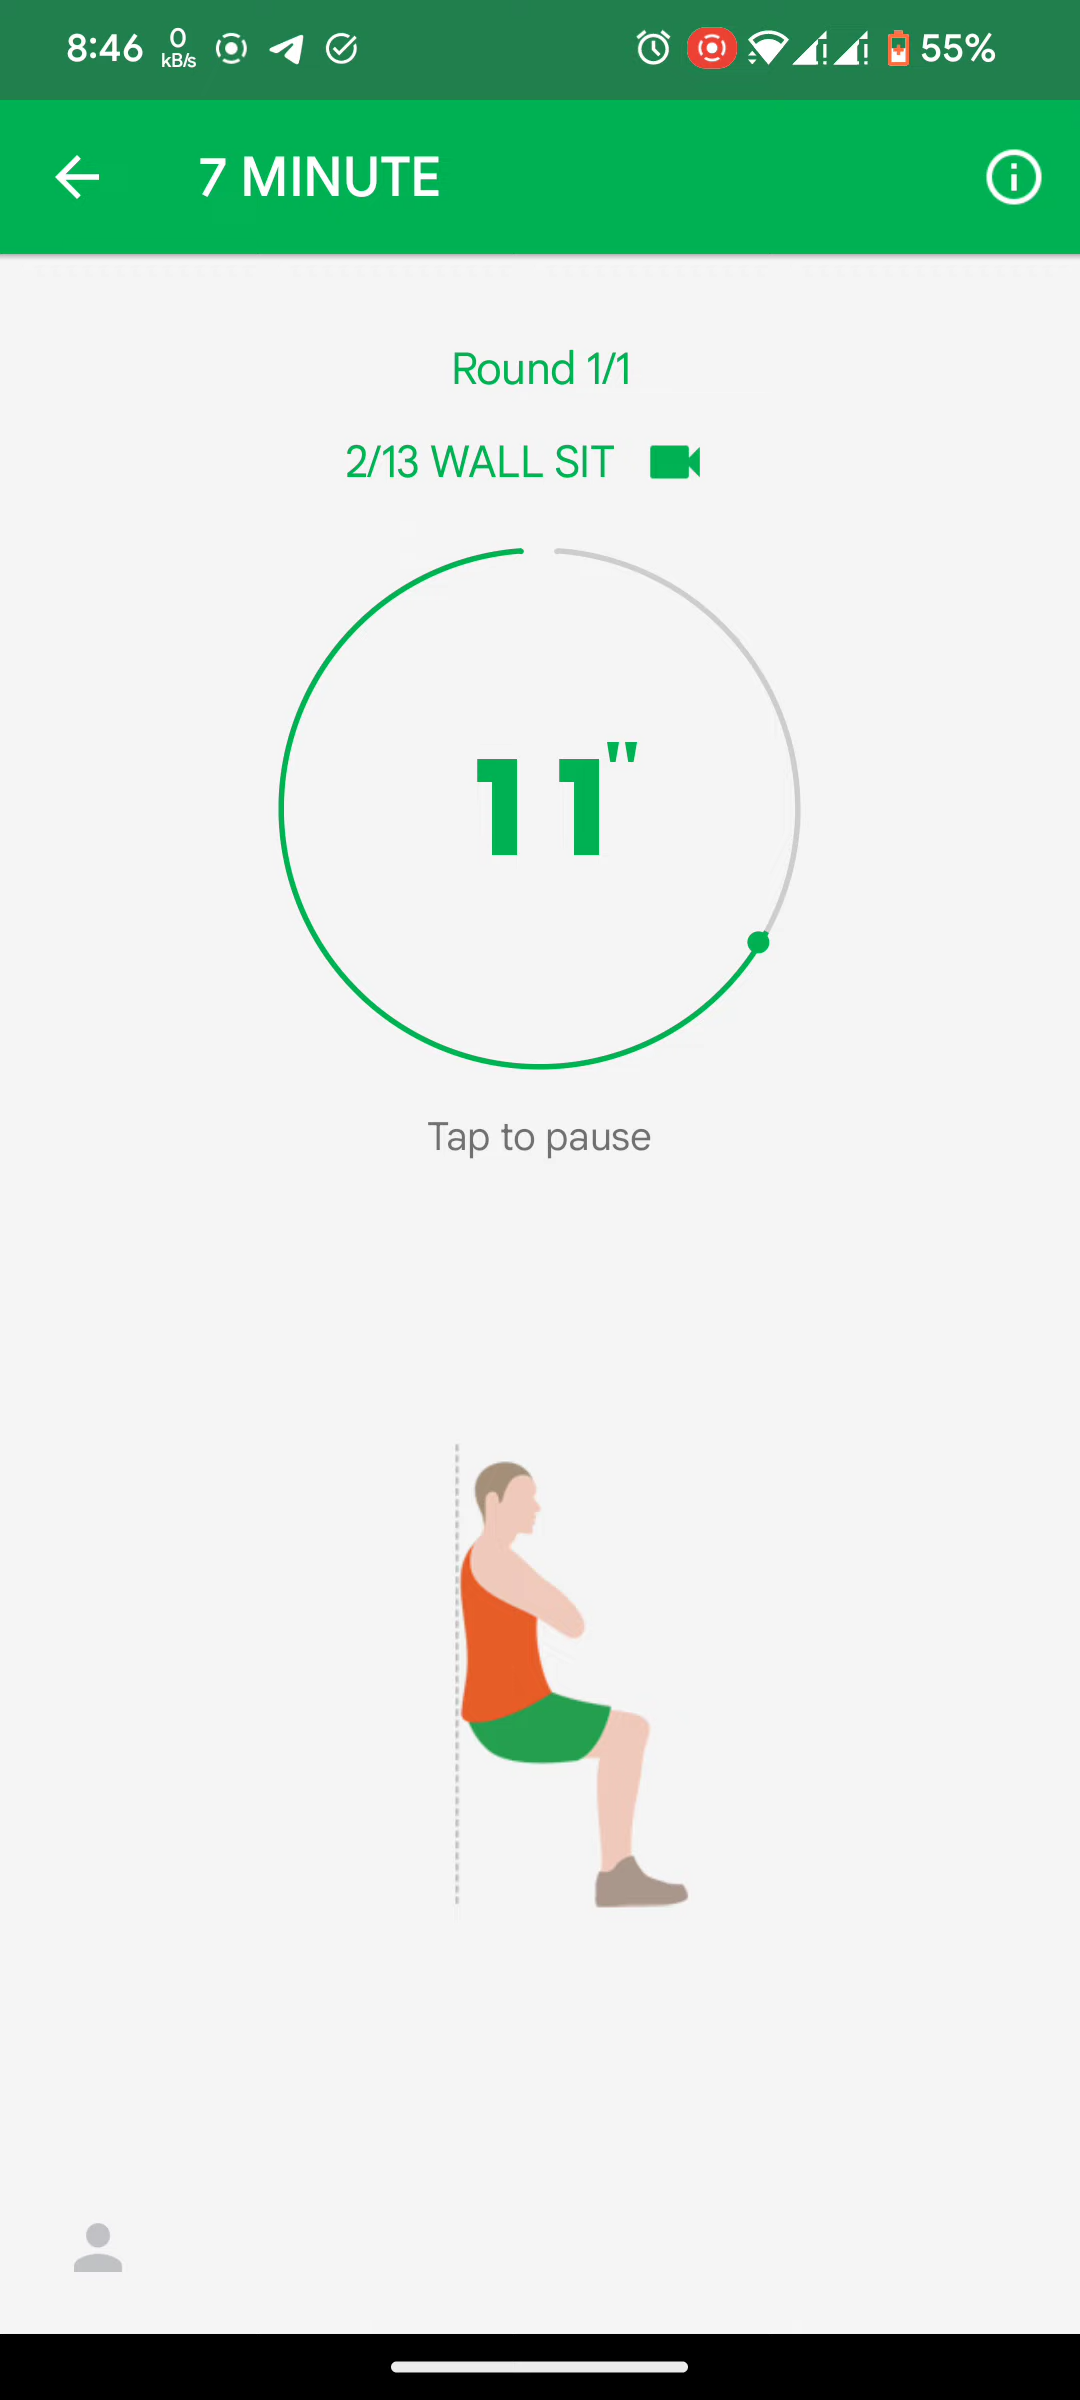 8:46 0 kB/s 55%
7 MINUTE
Round 1/1
2/13 WALL SIT
11"
Tap to pause